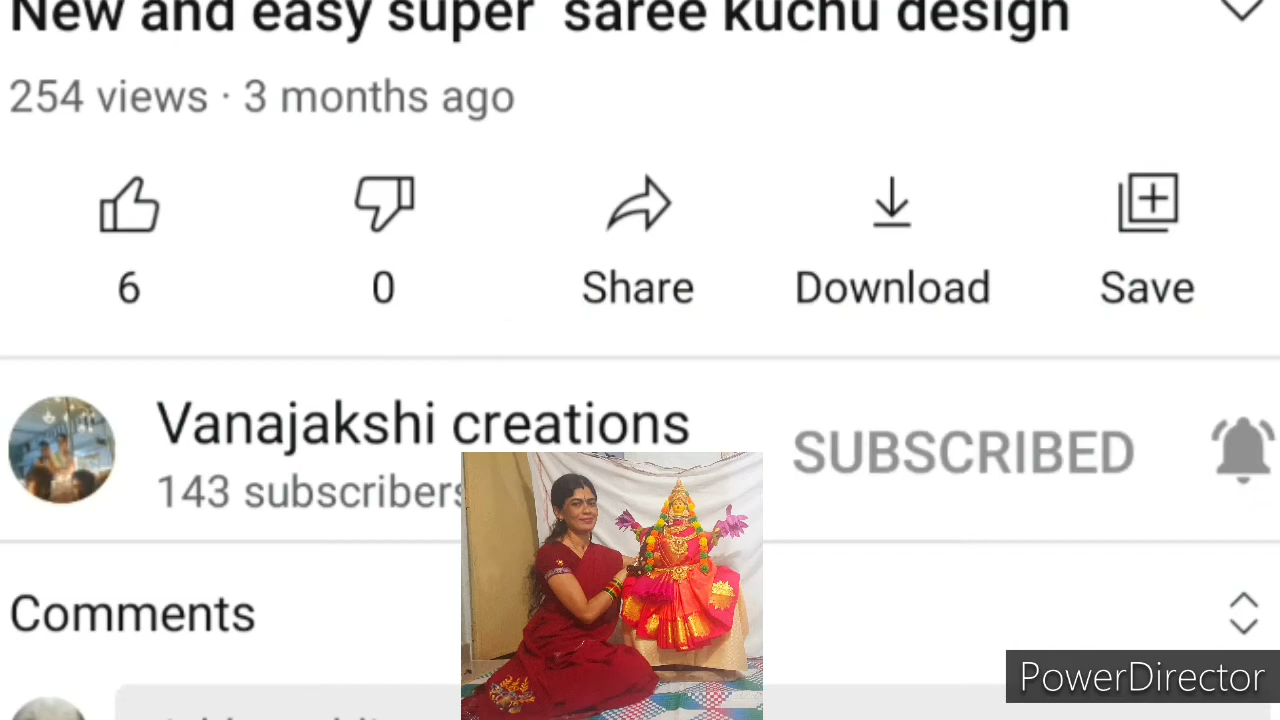 New and easy super saree kuchu design
254 views · 3 months ago
6
0
Share
Download
Save
Vanajakshi creations
SUBSCRIBED
143 subscribers
Comments
PowerDirector